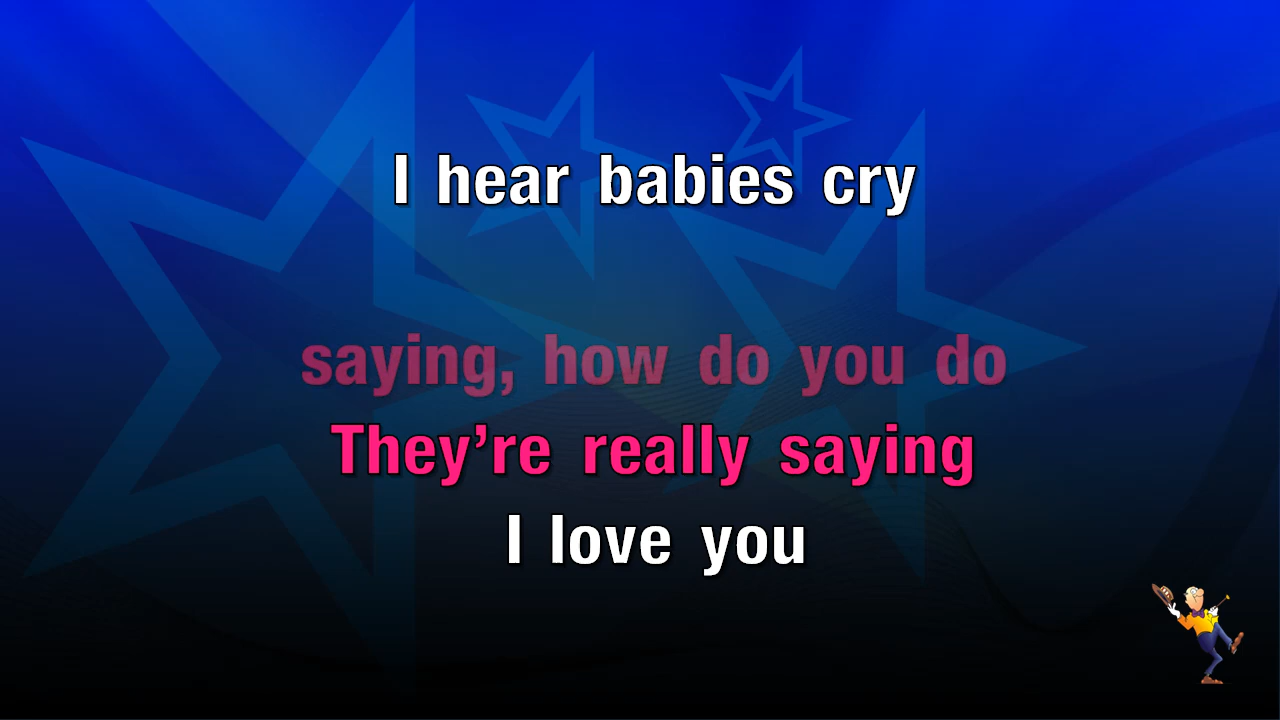 I hear babies cry
saying, how do you do
They're really saying
I love you